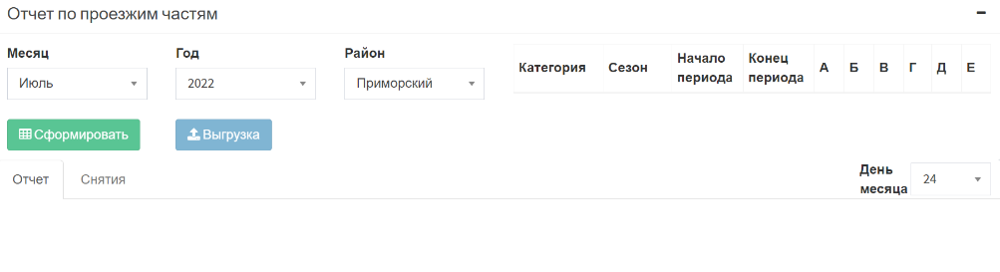 Отчет по проезжим частям
Месяц Год Район
Июль 2022 Приморский
Категория Сезон Начало периода Конец периода А Б В Г Д Е
Сформировать Выгрузка
Отчет Снятия
День месяца 24